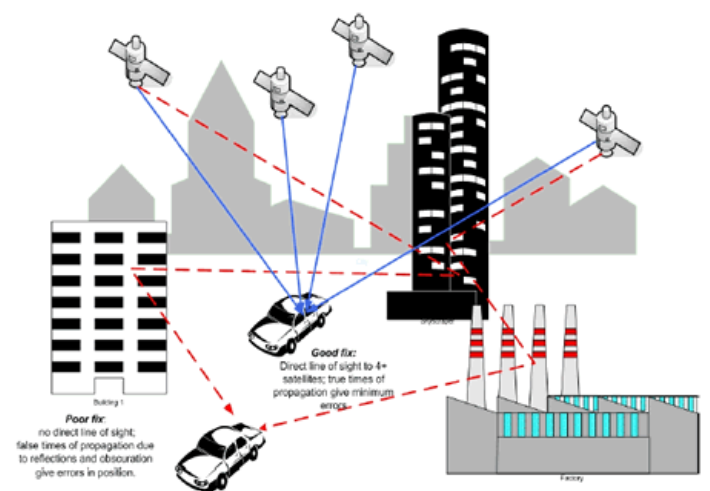 Skyscraper
Good fix:
Direct line of sight to 4+
satellites; true times of
propagation give minimum
errors.
Building 1
Poor fix:
no direct line of sight;
false times of propagation due
to reflections and obscuration
give errors in position.
Factory